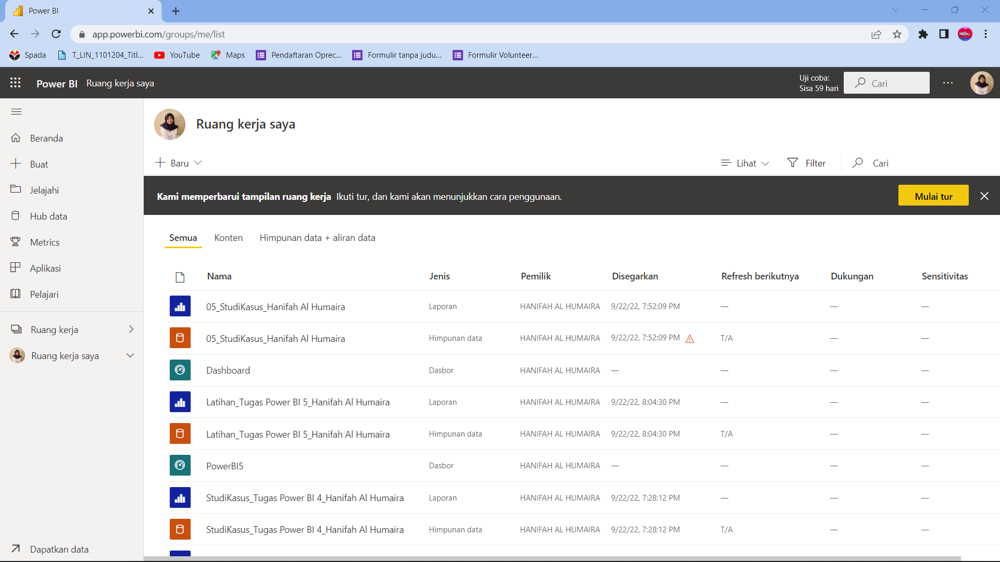 Power BI
app.powerbi.com/groups/me/list
Spada T_LIN_1101204_Titl... YouTube Maps Pendaftaran Oprec... Formulir tanpa judu... Formulir Volunteer...
Power BI Ruang kerja saya
Uji coba:
Sisa 59 hari
Cari
Beranda
Buat
Jelajahi
Hub data
Metrics
Aplikasi
Pelajari
Ruang kerja
Ruang kerja saya
Dapatkan data
Ruang kerja saya
Baru Lihat Filter Cari
Kami memperbarui tampilan ruang kerja Ikuti tur, dan kami akan menunjukkan cara penggunaan. Mulai tur
Semua Konten Himpunan data + aliran data
Nama Jenis Pemilik Disegarkan Refresh berikutnya Dukungan Sensitivitas
05_StudiKasus_Hanifah Al Humaira Laporan HANIFAH AL HUMAIRA 9/22/22, 7:52:09 PM — — —
05_StudiKasus_Hanifah Al Humaira Himpunan data HANIFAH AL HUMAIRA 9/22/22, 7:52:09 PM T/A — —
Dashboard Dasbor HANIFAH AL HUMAIRA — — — —
Latihan_Tugas Power BI 5_Hanifah Al Humaira Laporan HANIFAH AL HUMAIRA 9/22/22, 8:04:30 PM — — —
Latihan_Tugas Power BI 5_Hanifah Al Humaira Himpunan data HANIFAH AL HUMAIRA 9/22/22, 8:04:30 PM T/A — —
PowerBI5 Dasbor HANIFAH AL HUMAIRA — — — —
StudiKasus_Tugas Power BI 4_Hanifah Al Humaira Laporan HANIFAH AL HUMAIRA 9/22/22, 7:28:12 PM — — —
StudiKasus_Tugas Power BI 4_Hanifah Al Humaira Himpunan data HANIFAH AL HUMAIRA 9/22/22, 7:28:12 PM T/A — —